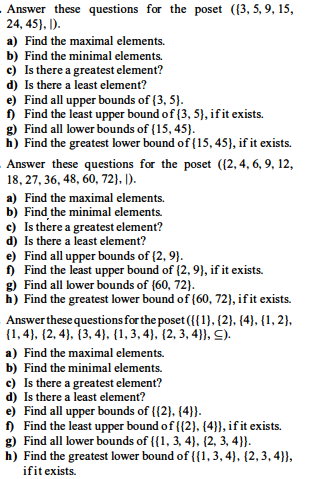 Answer these questions for the poset ({3, 5, 9, 15,
24, 45}, |).
a) Find the maximal elements.
b) Find the minimal elements.
c) Is there a greatest element?
d) Is there a least element?
e) Find all upper bounds of {3, 5}.
f) Find the least upper bound of {3, 5}, if it exists.
g) Find all lower bounds of {15, 45}.
h) Find the greatest lower bound of {15, 45}, if it exists.
Answer these questions for the poset ({2, 4, 6, 9, 12,
18, 27, 36, 48, 60, 72}, |).
a) Find the maximal elements.
b) Find the minimal elements.
c) Is there a greatest element?
d) Is there a least element?
e) Find all upper bounds of {2, 9}.
f) Find the least upper bound of {2, 9}, if it exists.
g) Find all lower bounds of {60, 72}.
h) Find the greatest lower bound of {60, 72}, if it exists.
Answer these questions for the poset ({{1}, {2}, {4}, {1, 2},
{1, 4}, {2, 4}, {3, 4}, {1, 3, 4}, {2, 3, 4}}, ⊆).
a) Find the maximal elements.
b) Find the minimal elements.
c) Is there a greatest element?
d) Is there a least element?
e) Find all upper bounds of {{2}, {4}}.
f) Find the least upper bound of {{2}, {4}}, if it exists.
g) Find all lower bounds of {{1, 3, 4}, {2, 3, 4}}.
h) Find the greatest lower bound of {{1, 3, 4}, {2, 3, 4}},
if it exists.